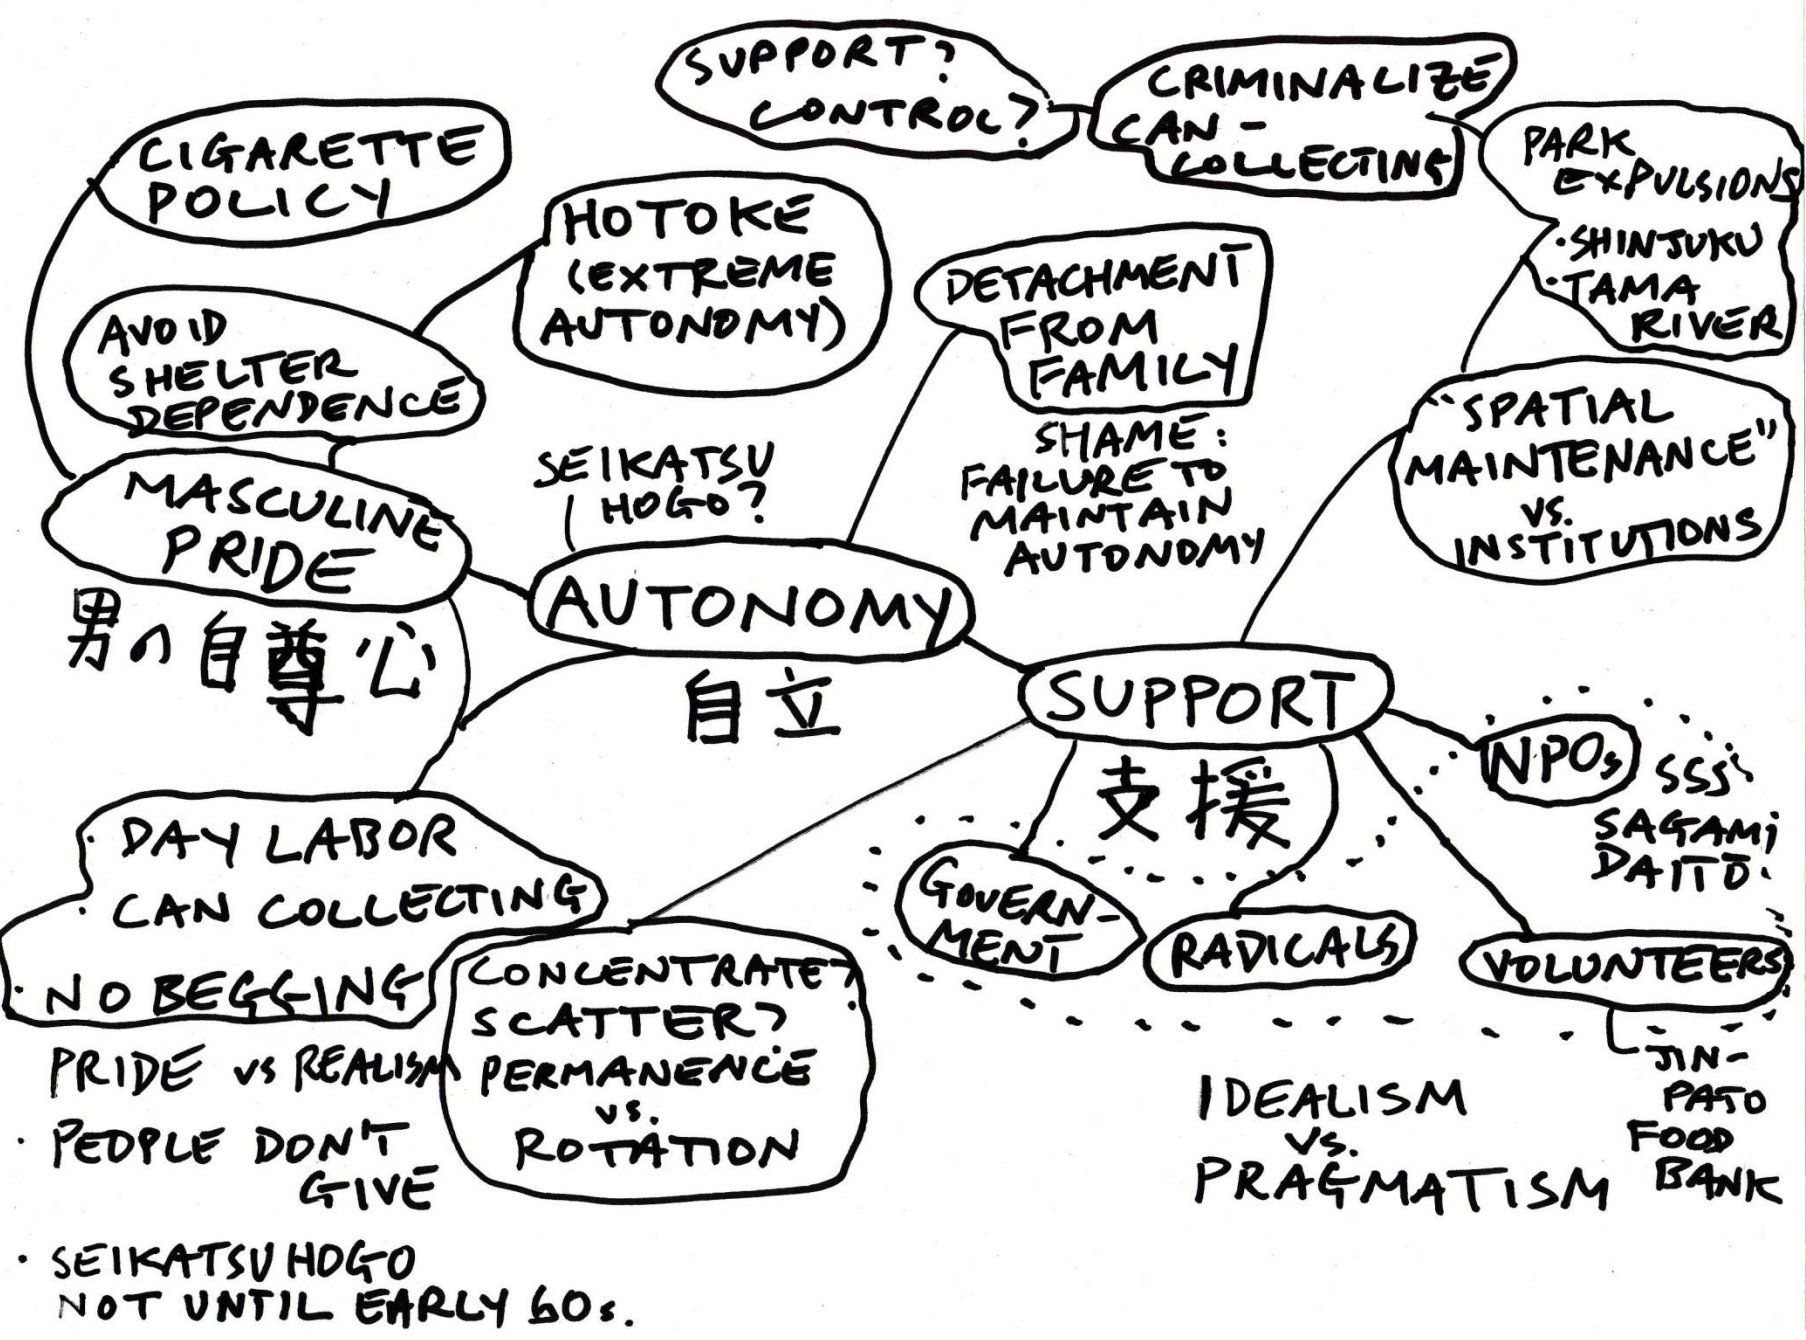 SUPPORT?
CONTROL?
CRIMINALIZE
CAN-
COLLECTING
PARK
EXPULSIONS
·SHINJUKU
·TAMA
RIVER
CIGARETTE
POLICY
HOTOKE
(EXTREME
AUTONOMY)
DETACHMENT
FROM
FAMILY
SHAME:
FAILURE TO
MAINTAIN
AUTONOMY
AVOID
SHELTER
DEPENDENCE
"SPATIAL
MAINTENANCE"
vs.
INSTITUTIONS
MASCULINE
PRIDE
男の自尊心
SEIKATSU
HOGO?
AUTONOMY
自立
SUPPORT
支援
NPOs
SSS
SAGAMI
DAITŌ
GOVERN-
MENT
RADICALS
VOLUNTEERS
JIN-
PATO
FOOD
BANK
IDEALISM
vs.
PRAGMATISM
· DAY LABOR
· CAN COLLECTING
· NO BEGGING
PRIDE vs REALISM
· PEOPLE DON'T
GIVE
· SEIKATSU HOGO
NOT UNTIL EARLY 60s.
CONCENTRATE?
SCATTER?
PERMANENCE
vs.
ROTATION